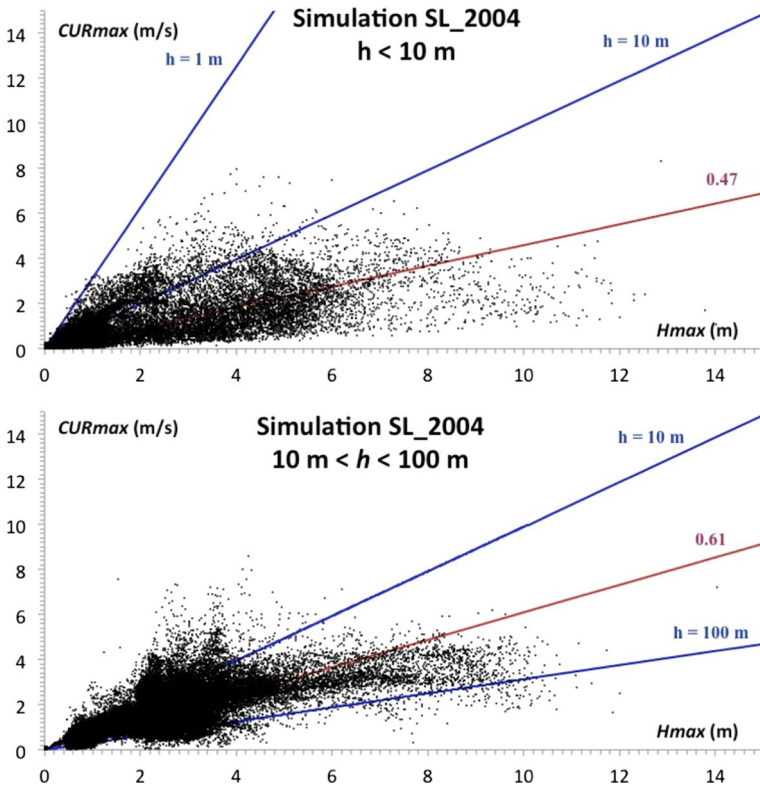 Simulation SL_2004
h < 10 m
CURmax (m/s)
h = 1 m
h = 10 m
14
12
10
8
6
4
2
0
0.47
Hmax (m)
0 2 4 6 8 10 12 14
Simulation SL_2004
10 m < h < 100 m
CURmax (m/s)
h = 10 m
14
12
10
8
6
4
2
0
0.61
h = 100 m
Hmax (m)
0 2 4 6 8 10 12 14